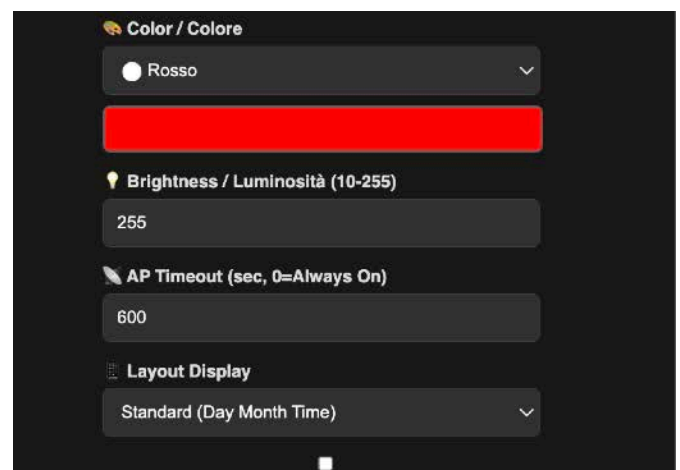 Color / Colore
Rosso
Brightness / Luminosità (10-255)
255
AP Timeout (sec, 0=Always On)
600
Layout Display
Standard (Day Month Time)